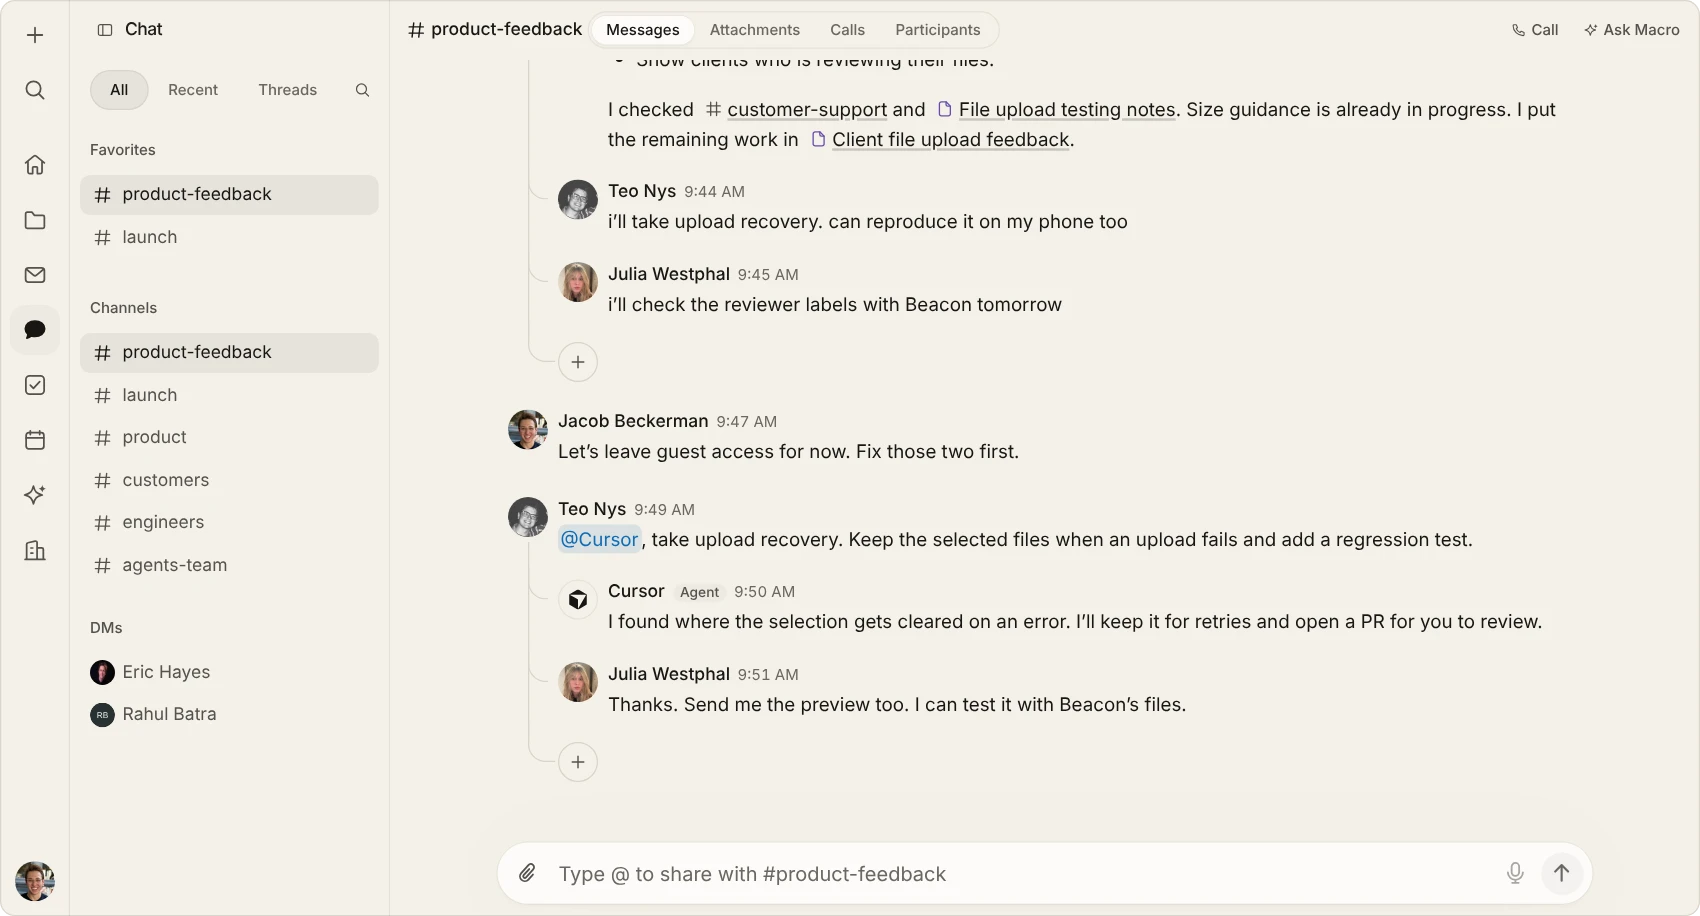 Chat
All
Recent
Threads
Favorites
# product-feedback
# launch
Channels
# product-feedback
# launch
# product
# customers
# engineers
# agents-team
DMs
Eric Hayes
RB
Rahul Batra
# product-feedback
Messages
Attachments
Calls
Participants
Call
Ask Macro
• Show clients who is reviewing their files.
I checked # customer-support and File upload testing notes. Size guidance is already in progress. I put
the remaining work in Client file upload feedback.
Teo Nys 9:44 AM
i’ll take upload recovery. can reproduce it on my phone too
Julia Westphal 9:45 AM
i’ll check the reviewer labels with Beacon tomorrow
Jacob Beckerman 9:47 AM
Let’s leave guest access for now. Fix those two first.
Teo Nys 9:49 AM
@Cursor, take upload recovery. Keep the selected files when an upload fails and add a regression test.
Cursor Agent 9:50 AM
I found where the selection gets cleared on an error. I’ll keep it for retries and open a PR for you to review.
Julia Westphal 9:51 AM
Thanks. Send me the preview too. I can test it with Beacon’s files.
Type @ to share with #product-feedback